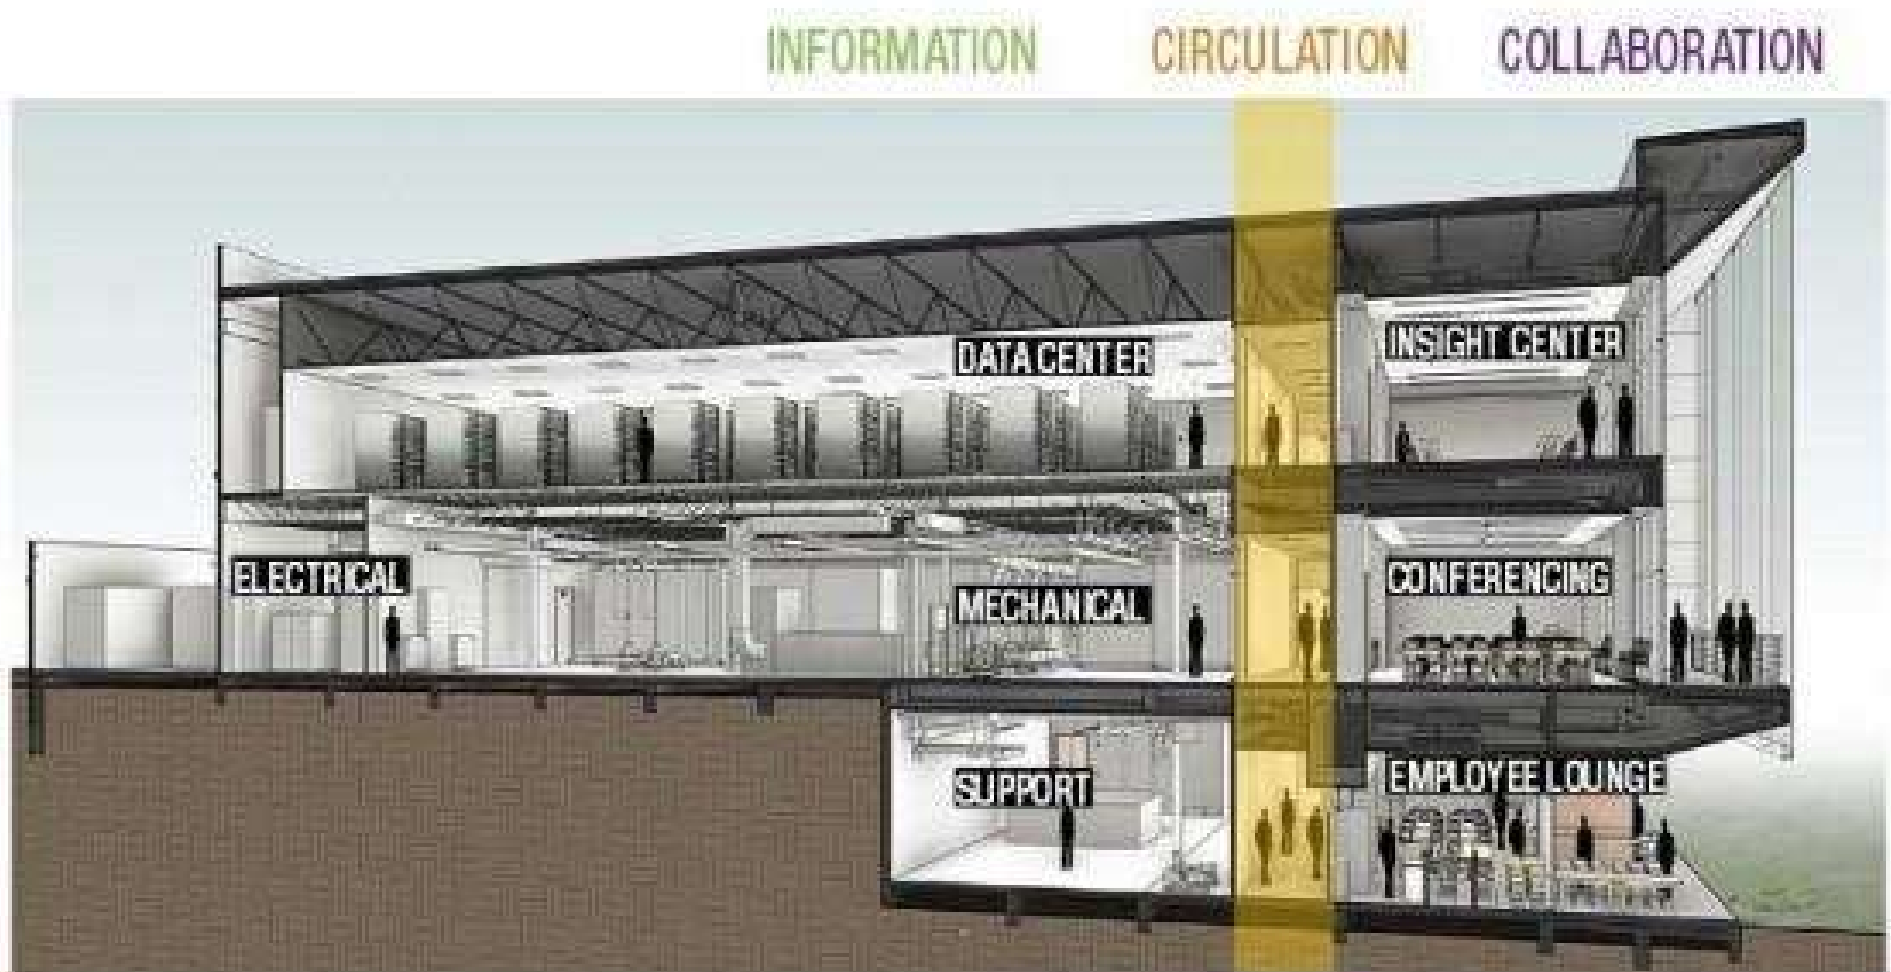 INFORMATION CIRCULATION COLLABORATION
DATA CENTER
INSIGHT CENTER
ELECTRICAL
MECHANICAL
CONFERENCING
SUPPORT
EMPLOYEE LOUNGE